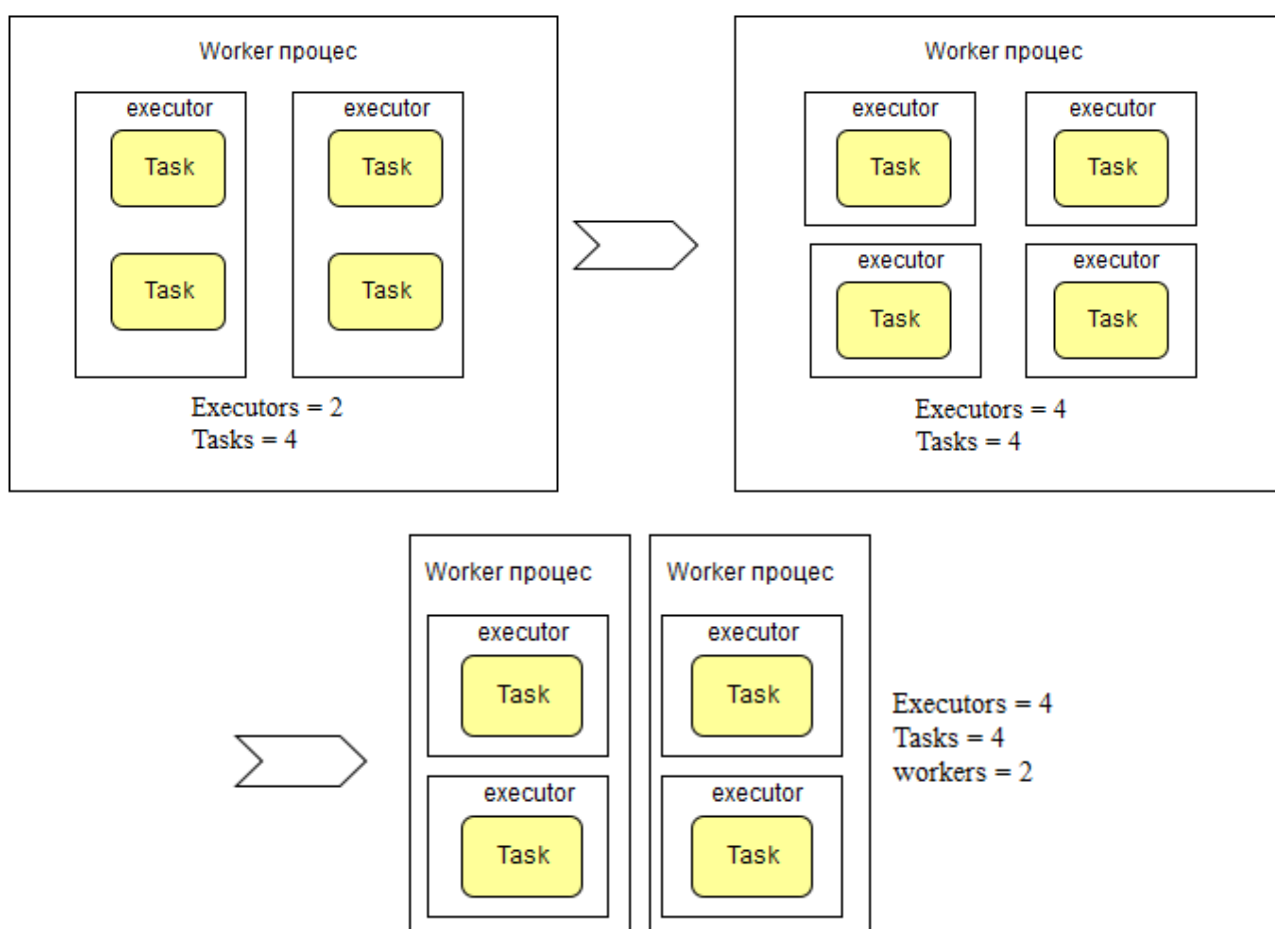 Worker процес
executor
executor
Task
Task
Task
Task
Executors = 2
Tasks = 4
Worker процес
executor
executor
Task
Task
executor
executor
Task
Task
Executors = 4
Tasks = 4
Worker процес
executor
Task
executor
Task
Worker процес
executor
Task
executor
Task
Executors = 4
Tasks = 4
workers = 2